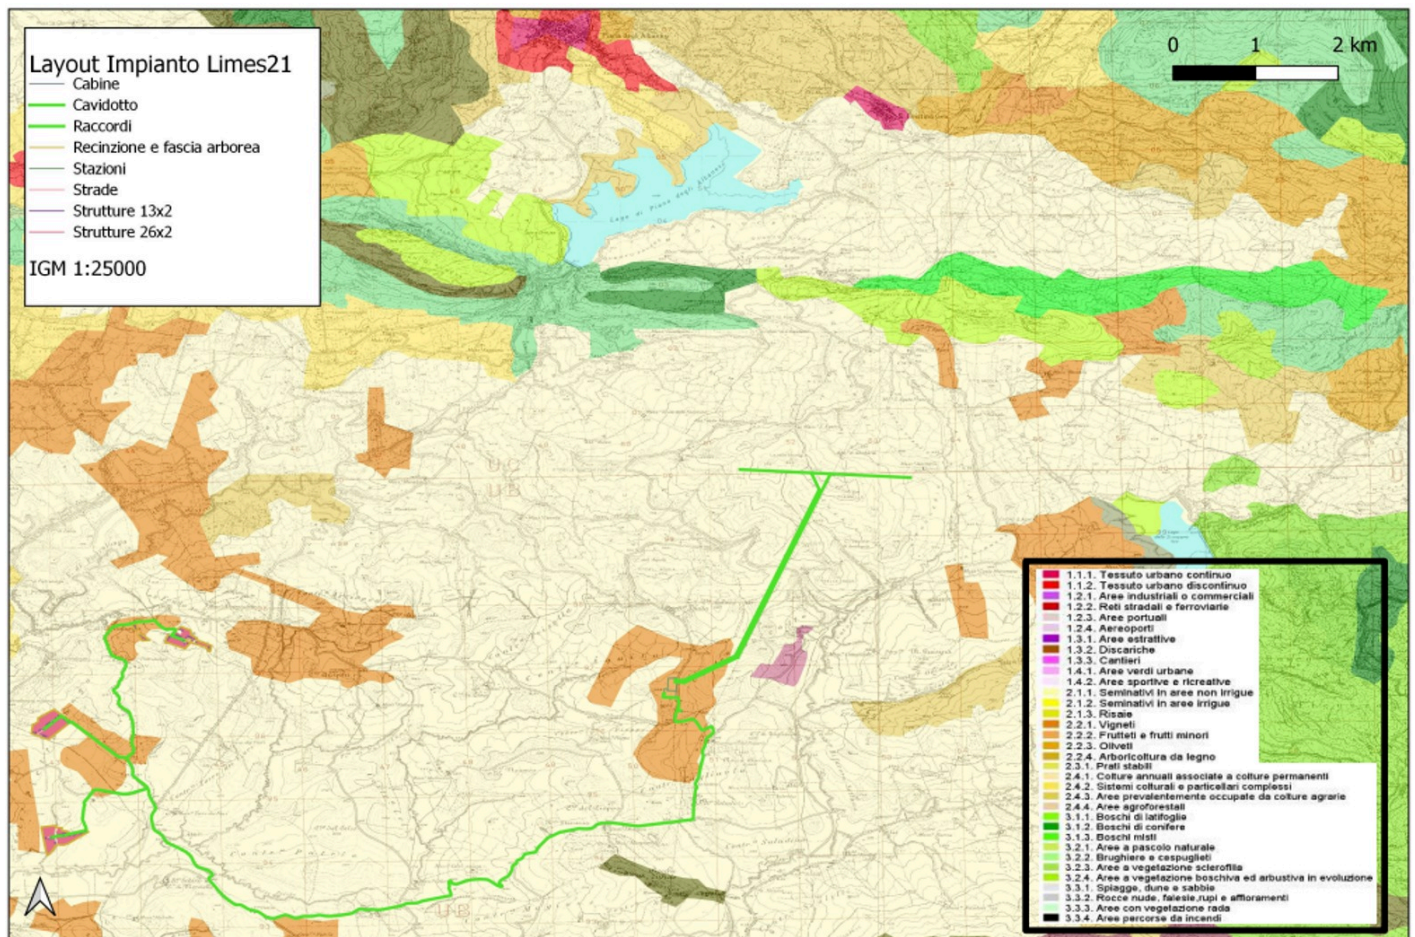 Layout Impianto Limes21
Cabine
Cavidotto
Raccordi
Recinzione e fascia arborea
Stazioni
Strade
Strutture 13x2
Strutture 26x2
IGM 1:25000
0 1 2 km
U B
U B
1.1.1. Tessuto urbano continuo
1.1.2. Tessuto urbano discontinuo
1.2.1. Aree industriali o commerciali
1.2.2. Reti stradali e ferroviarie
1.2.3. Aree portuali
1.2.4. Aereoporti
1.3.1. Aree estrattive
1.3.2. Discariche
1.3.3. Cantieri
1.4.1. Aree verdi urbane
1.4.2. Aree sportive e ricreative
2.1.1. Seminativi in aree non irrigue
2.1.2. Seminativi in aree irrigue
2.1.3. Risaie
2.2.1. Vigneti
2.2.2. Frutteti e frutti minori
2.2.3. Oliveti
2.2.4. Arboricoltura da legno
2.3.1. Prati stabili
2.4.1. Colture annuali associate a colture permanenti
2.4.2. Sistemi colturali e particellari complessi
2.4.3. Aree prevalentemente occupate da colture agrarie
2.4.4. Aree agroforestali
3.1.1. Boschi di latifoglie
3.1.2. Boschi di conifere
3.1.3. Boschi misti
3.2.1. Aree a pascolo naturale
3.2.2. Brughiere e cespuglieti
3.2.3. Aree a vegetazione sclerofilla
3.2.4. Aree a vegetazione boschiva ed arbustiva in evoluzione
3.3.1. Spiagge, dune e sabbie
3.3.2. Rocce nude, falesie,rupi e affioramenti
3.3.3. Aree con vegetazione rada
3.3.4. Aree percorse da incendi